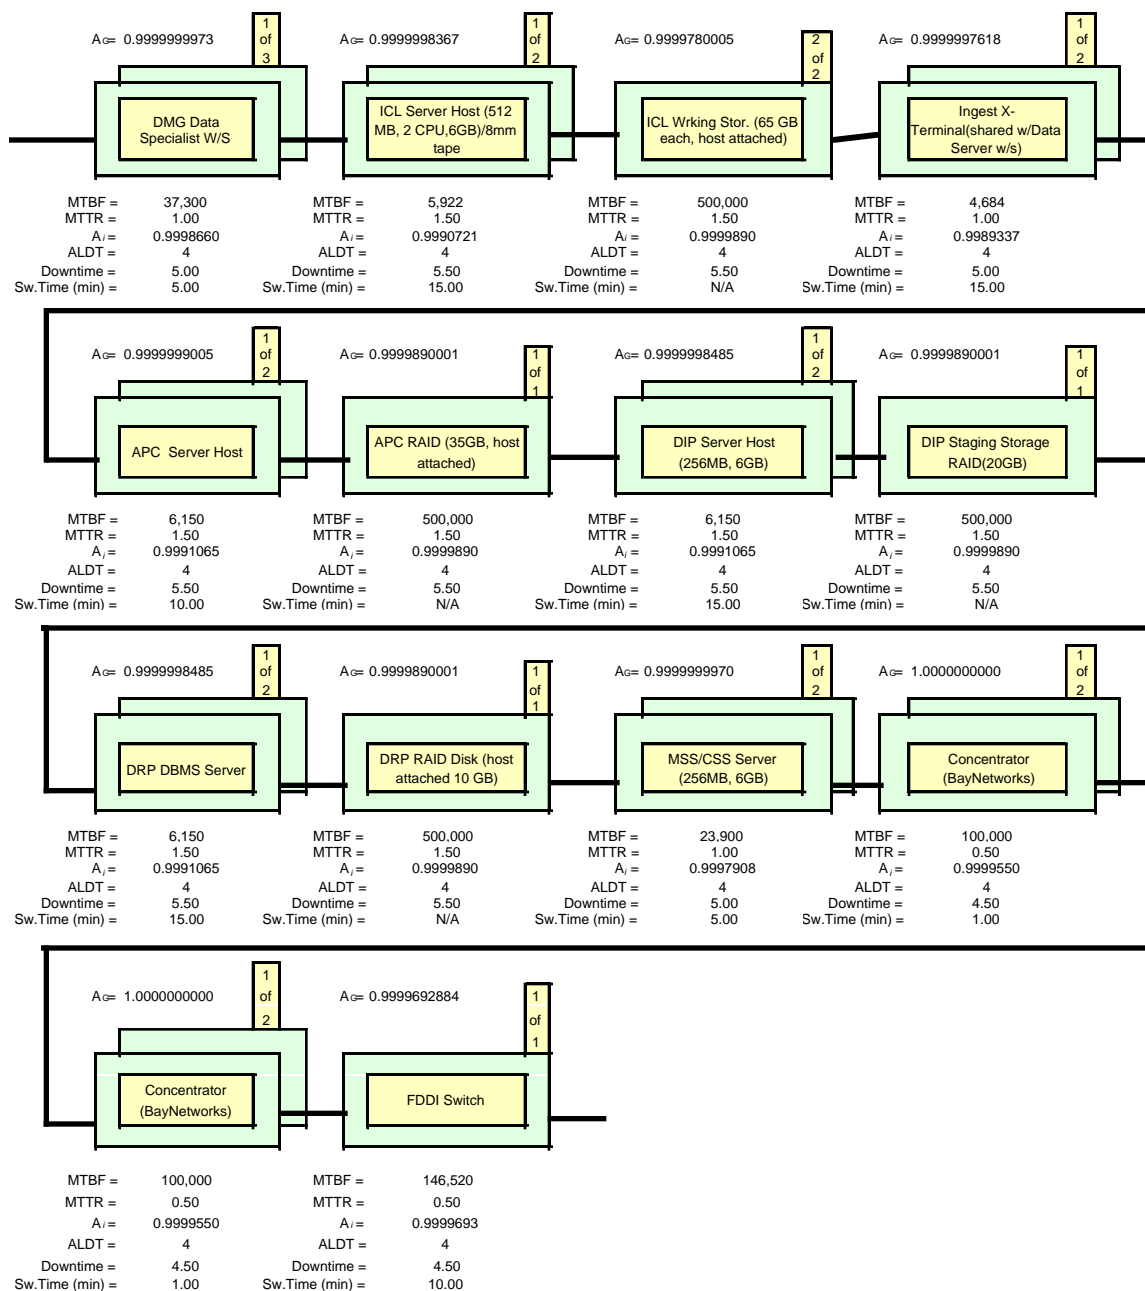 AG= 0.9999999973
1
of
3
DMG Data
Specialist W/S
MTBF = 37,300
MTTR = 1.00
Ai = 0.9998660
ALDT = 4
Downtime = 5.00
Sw.Time (min) = 5.00
AG= 0.9999998367
1
of
2
ICL Server Host (512
MB, 2 CPU,6GB)/8mm
tape
MTBF = 5,922
MTTR = 1.50
Ai = 0.9990721
ALDT = 4
Downtime = 5.50
Sw.Time (min) = 15.00
AG= 0.9999780005
2
of
2
ICL Wrking Stor. (65 GB
each, host attached)
MTBF = 500,000
MTTR = 1.50
Ai = 0.9999890
ALDT = 4
Downtime = 5.50
Sw.Time (min) = N/A
AG= 0.9999997618
1
of
2
Ingest X-
Terminal(shared w/Data
Server w/s)
MTBF = 4,684
MTTR = 1.00
Ai = 0.9989337
ALDT = 4
Downtime = 5.00
Sw.Time (min) = 15.00
AG= 0.9999999005
1
of
2
APC Server Host
MTBF = 6,150
MTTR = 1.50
Ai = 0.9991065
ALDT = 4
Downtime = 5.50
Sw.Time (min) = 10.00
AG= 0.9999890001
1
of
1
APC RAID (35GB, host
attached)
MTBF = 500,000
MTTR = 1.50
Ai = 0.9999890
ALDT = 4
Downtime = 5.50
Sw.Time (min) = N/A
AG= 0.9999998485
1
of
2
DIP Server Host
(256MB, 6GB)
MTBF = 6,150
MTTR = 1.50
Ai = 0.9991065
ALDT = 4
Downtime = 5.50
Sw.Time (min) = 15.00
AG= 0.9999890001
1
of
1
DIP Staging Storage
RAID(20GB)
MTBF = 500,000
MTTR = 1.50
Ai = 0.9999890
ALDT = 4
Downtime = 5.50
Sw.Time (min) = N/A
AG= 0.9999998485
1
of
2
DRP DBMS Server
MTBF = 6,150
MTTR = 1.50
Ai = 0.9991065
ALDT = 4
Downtime = 5.50
Sw.Time (min) = 15.00
AG= 0.9999890001
1
of
1
DRP RAID Disk (host
attached 10 GB)
MTBF = 500,000
MTTR = 1.50
Ai = 0.9999890
ALDT = 4
Downtime = 5.50
Sw.Time (min) = N/A
AG= 0.9999999970
1
of
2
MSS/CSS Server
(256MB, 6GB)
MTBF = 23,900
MTTR = 1.00
Ai = 0.9997908
ALDT = 4
Downtime = 5.00
Sw.Time (min) = 5.00
AG= 1.0000000000
1
of
2
Concentrator
(BayNetworks)
MTBF = 100,000
MTTR = 0.50
Ai = 0.9999550
ALDT = 4
Downtime = 4.50
Sw.Time (min) = 1.00
AG= 1.0000000000
1
of
2
Concentrator
(BayNetworks)
MTBF = 100,000
MTTR = 0.50
Ai = 0.9999550
ALDT = 4
Downtime = 4.50
Sw.Time (min) = 1.00
AG= 0.9999692884
1
of
1
FDDI Switch
MTBF = 146,520
MTTR = 0.50
Ai = 0.9999693
ALDT = 4
Downtime = 4.50
Sw.Time (min) = 10.00